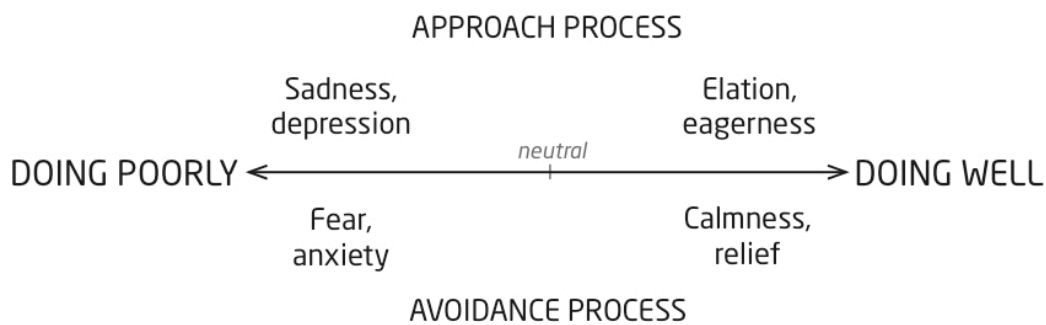 APPROACH PROCESS
Sadness,
depression
Elation,
eagerness
neutral
DOING POORLY
DOING WELL
Fear,
anxiety
Calmness,
relief
AVOIDANCE PROCESS